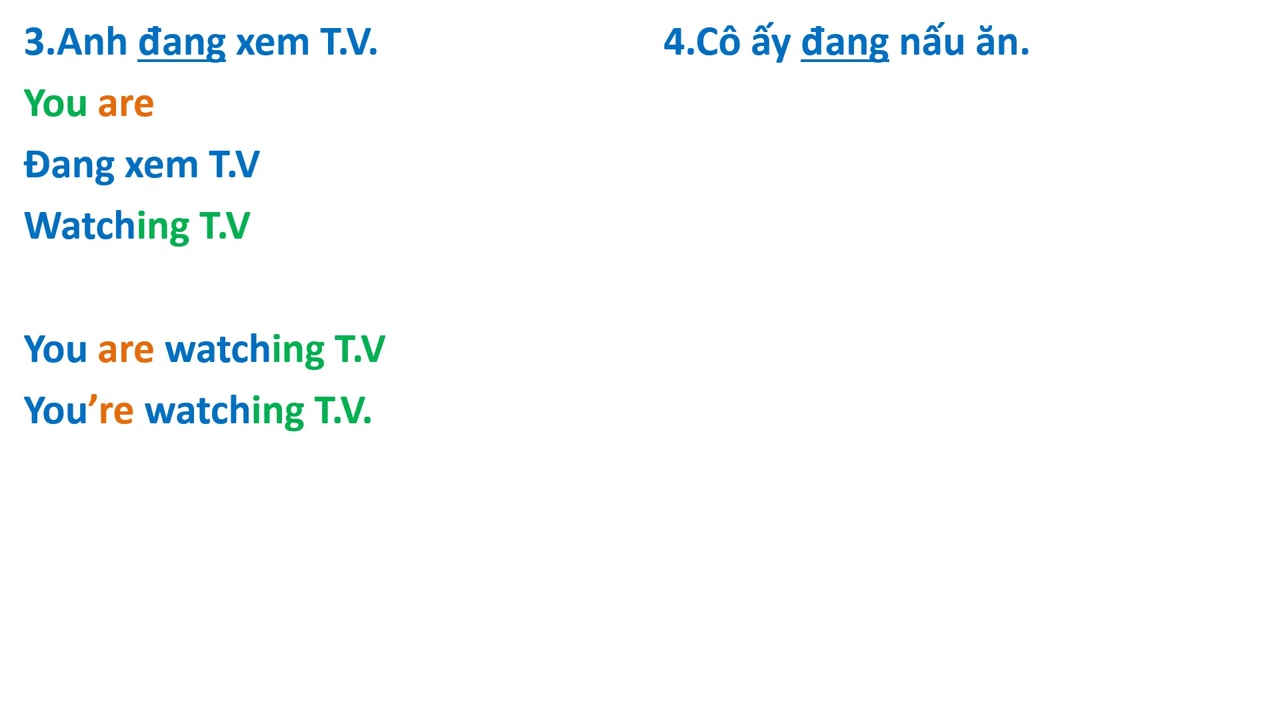 3.Anh đang xem T.V.
You are
Đang xem T.V
Watching T.V
You are watching T.V
You’re watching T.V.
4.Cô ấy đang nấu ăn.